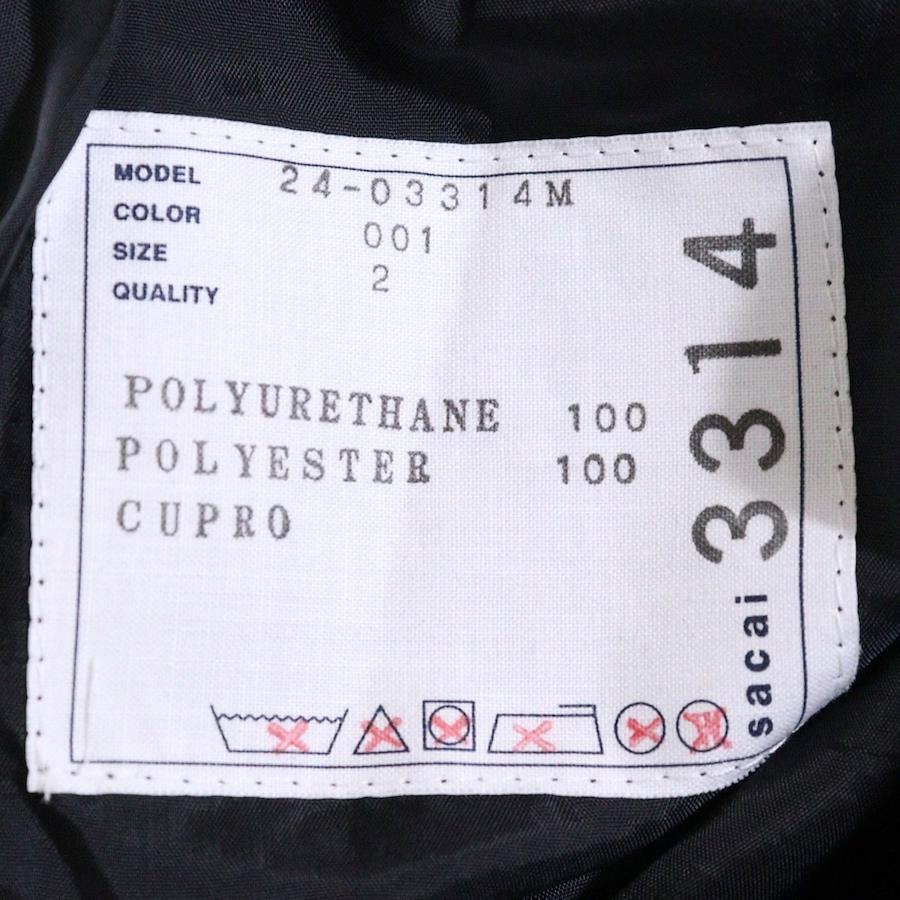 MODEL 24-03314M
COLOR 001
SIZE 2
QUALITY
POLYURETHANE 100
POLYESTER 100
CUPRO
sacai 3314